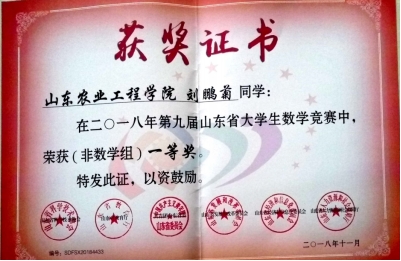 获奖证书
山东农业工程学院 刘鹏菊 同学:
在二〇一八年第九届山东省大学生数学竞赛中,
荣获(非数学组)一等奖。
特发此证,以资鼓励。
二〇一八年十一月
编号:SDFSX20184433